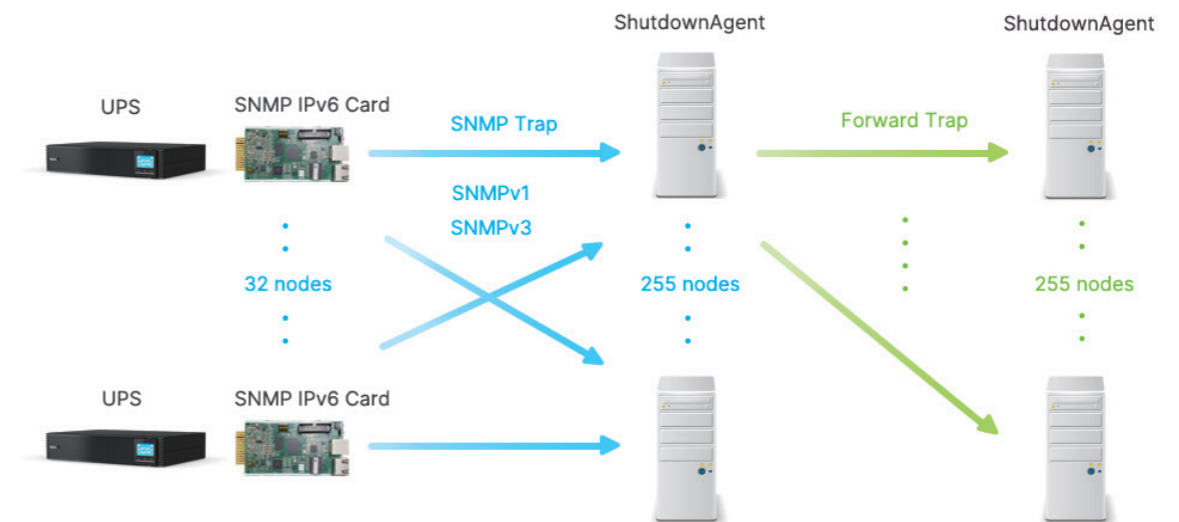 ShutdownAgent
ShutdownAgent
UPS
SNMP IPv6 Card
SNMP Trap
Forward Trap
SNMPv1
SNMPv3
32 nodes
255 nodes
255 nodes
UPS
SNMP IPv6 Card